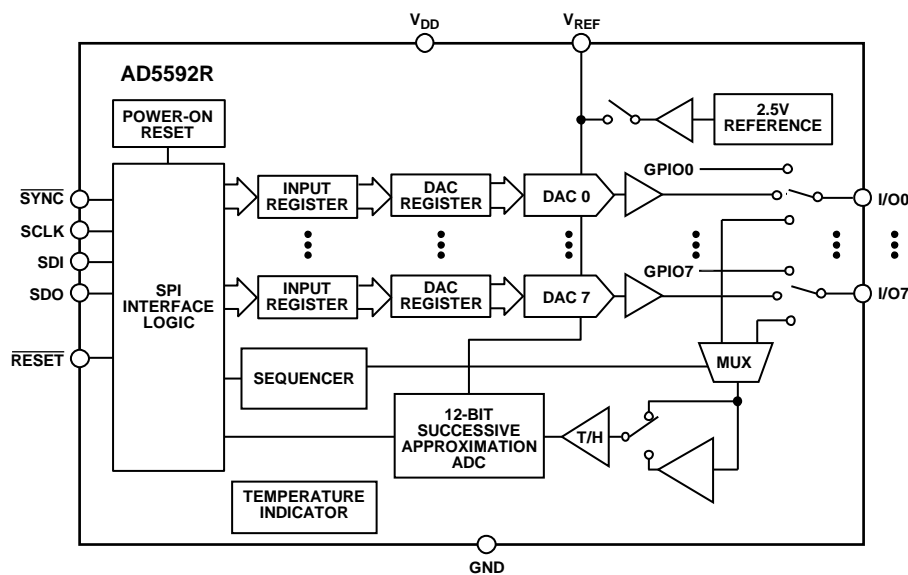 VDD
VREF
AD5592R
POWER-ON
RESET
2.5V
REFERENCE
SYNC
SCLK
SDI
SDO
RESET
SPI
INTERFACE
LOGIC
INPUT
REGISTER
DAC
REGISTER
DAC 0
GPIO0
I/O0
INPUT
REGISTER
DAC
REGISTER
DAC 7
GPIO7
I/O7
SEQUENCER
MUX
12-BIT
SUCCESSIVE
APPROXIMATION
ADC
T/H
TEMPERATURE
INDICATOR
GND